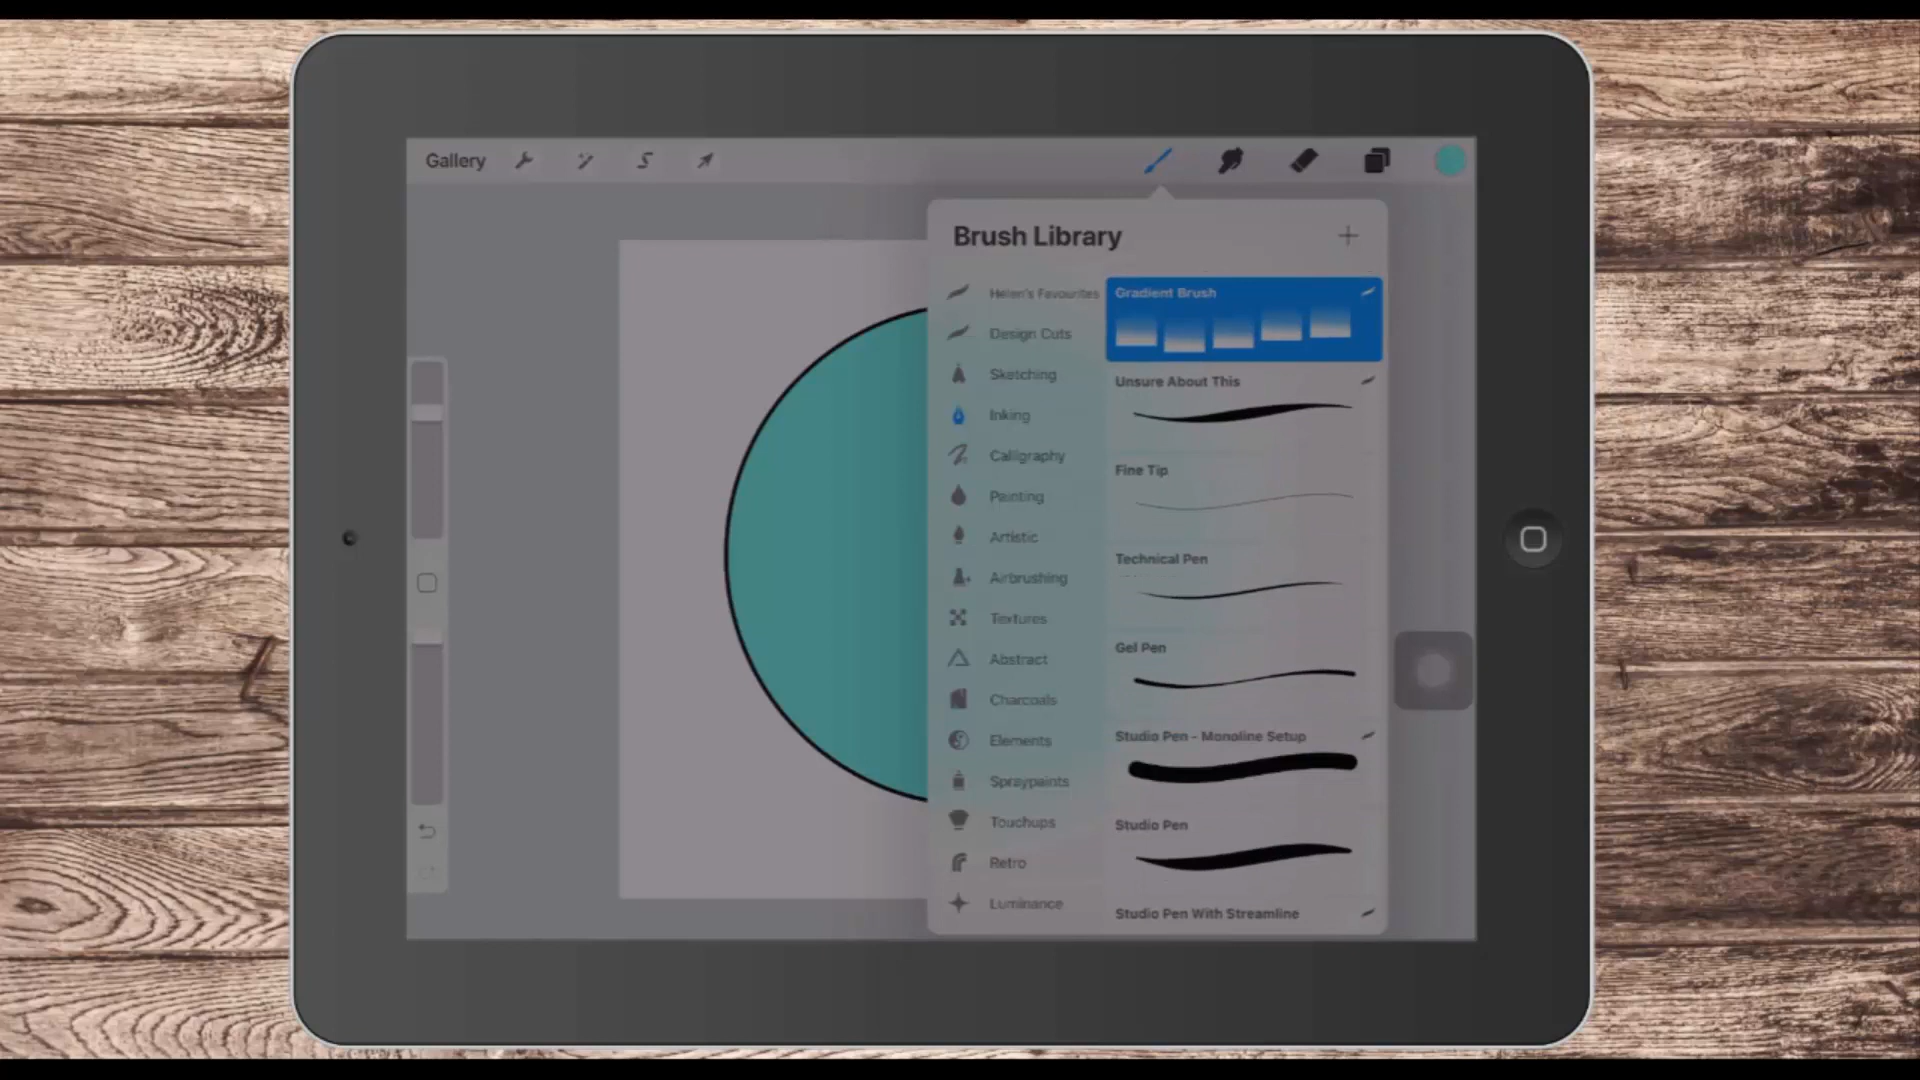 Gallery
Brush Library
Helen's Favourites
Design Cuts
Sketching
Inking
Calligraphy
Painting
Artistic
Airbrushing
Textures
Abstract
Charcoals
Elements
Spraypaints
Touchups
Retro
Luminance
Gradient Brush
Unsure About This
Fine Tip
Technical Pen
Gel Pen
Studio Pen - Monoline Setup
Studio Pen
Studio Pen With Streamline